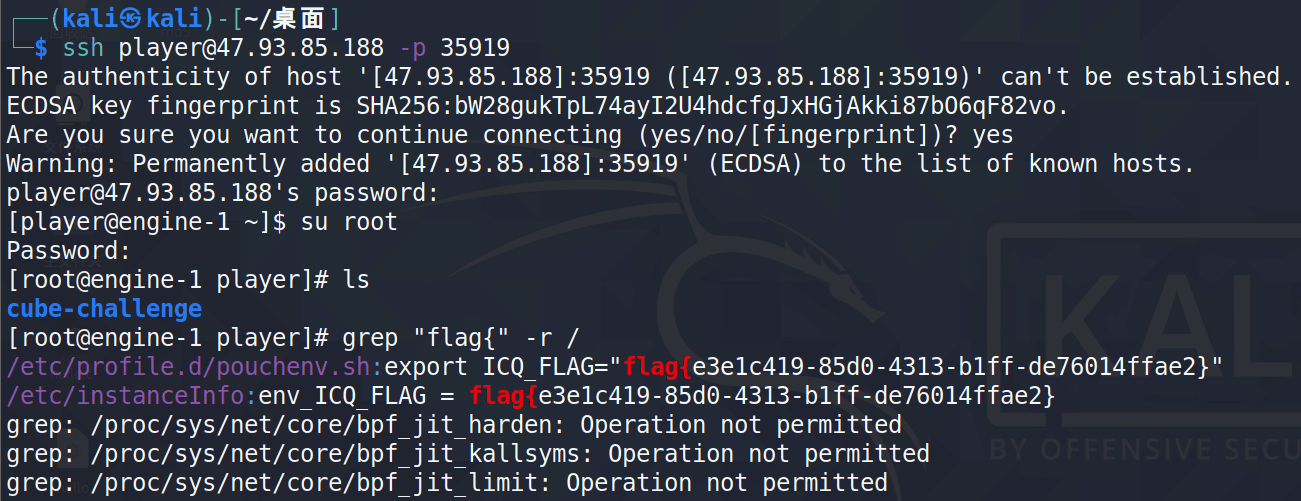 ┌──(kali㉿kali)-[~/桌面]
└─$ ssh player@47.93.85.188 -p 35919
The authenticity of host '[47.93.85.188]:35919 ([47.93.85.188]:35919)' can't be established.
ECDSA key fingerprint is SHA256:bW28gukTpL74ayI2U4hdcfgJxHGjAkki87bO6qF82vo.
Are you sure you want to continue connecting (yes/no/[fingerprint])? yes
Warning: Permanently added '[47.93.85.188]:35919' (ECDSA) to the list of known hosts.
player@47.93.85.188's password:
[player@engine-1 ~]$ su root
Password:
[root@engine-1 player]# ls
cube-challenge
[root@engine-1 player]# grep "flag{" -r /
/etc/profile.d/pouchenv.sh:export ICQ_FLAG="flag{e3e1c419-85d0-4313-b1ff-de76014ffae2}"
/etc/instanceInfo:env_ICQ_FLAG = flag{e3e1c419-85d0-4313-b1ff-de76014ffae2}
grep: /proc/sys/net/core/bpf_jit_harden: Operation not permitted
grep: /proc/sys/net/core/bpf_jit_kallsyms: Operation not permitted
grep: /proc/sys/net/core/bpf_jit_limit: Operation not permitted
KAL
BY OFFENSIVE SECU